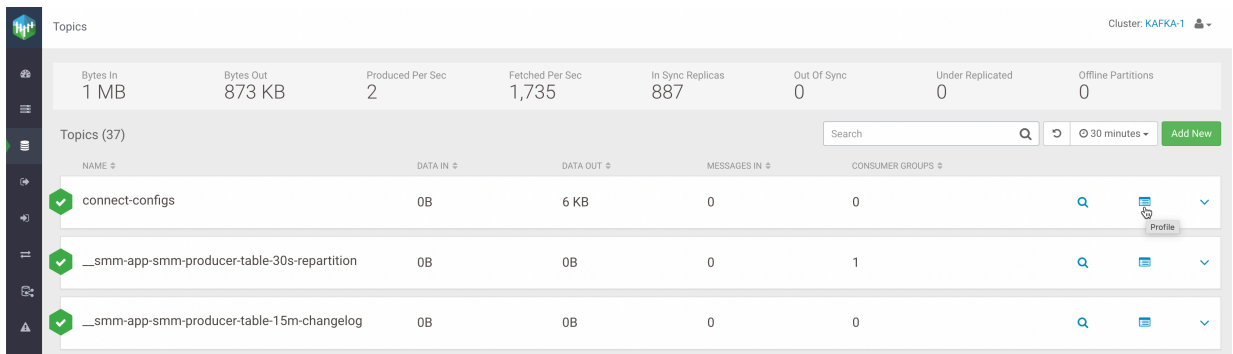 Topics
Cluster: KAFKA-1
Bytes In Bytes Out Produced Per Sec Fetched Per Sec In Sync Replicas Out Of Sync Under Replicated Offline Partitions
1 MB 873 KB 2 1,735 887 0 0 0
Topics (37) Search 30 minutes Add New
NAME DATA IN DATA OUT MESSAGES IN CONSUMER GROUPS
connect-configs 0B 6 KB 0 0
Profile
__smm-app-smm-producer-table-30s-repartition 0B 0B 0 1
__smm-app-smm-producer-table-15m-changelog 0B 0B 0 0